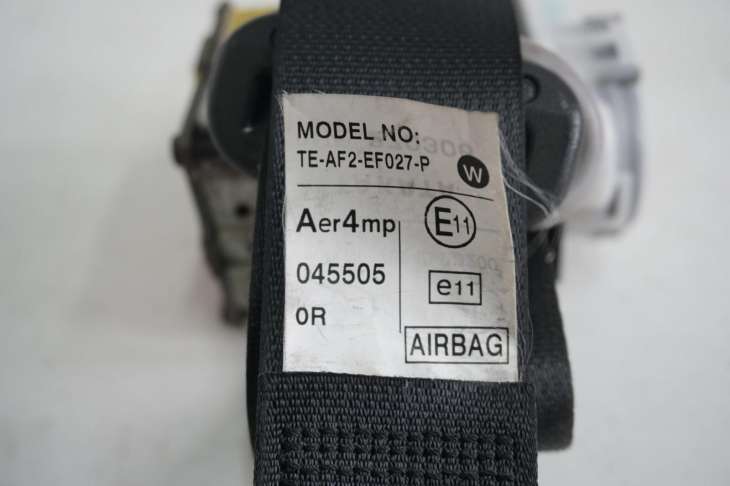 MODEL NO:
TE-AF2-EF027-P W
Aer4mp E11
045505 e11
0R AIRBAG